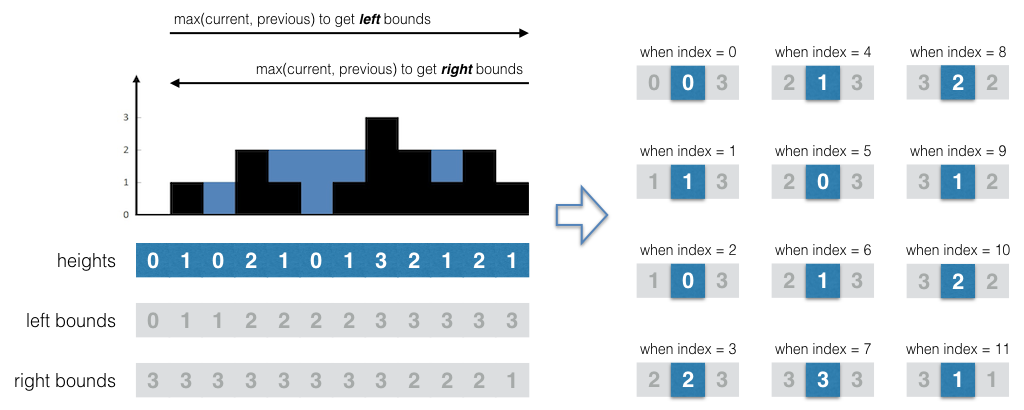 max(current, previous) to get left bounds
max(current, previous) to get right bounds
3
2
1
0
heights 0 1 0 2 1 0 1 3 2 1 2 1
left bounds 0 1 1 2 2 2 2 3 3 3 3 3
right bounds 3 3 3 3 3 3 3 3 2 2 2 1
when index = 0 when index = 4 when index = 8
0 0 3 2 1 3 3 2 2
when index = 1 when index = 5 when index = 9
1 1 3 2 0 3 3 1 2
when index = 2 when index = 6 when index = 10
1 0 3 2 1 3 3 2 2
when index = 3 when index = 7 when index = 11
2 2 3 3 3 3 3 1 1